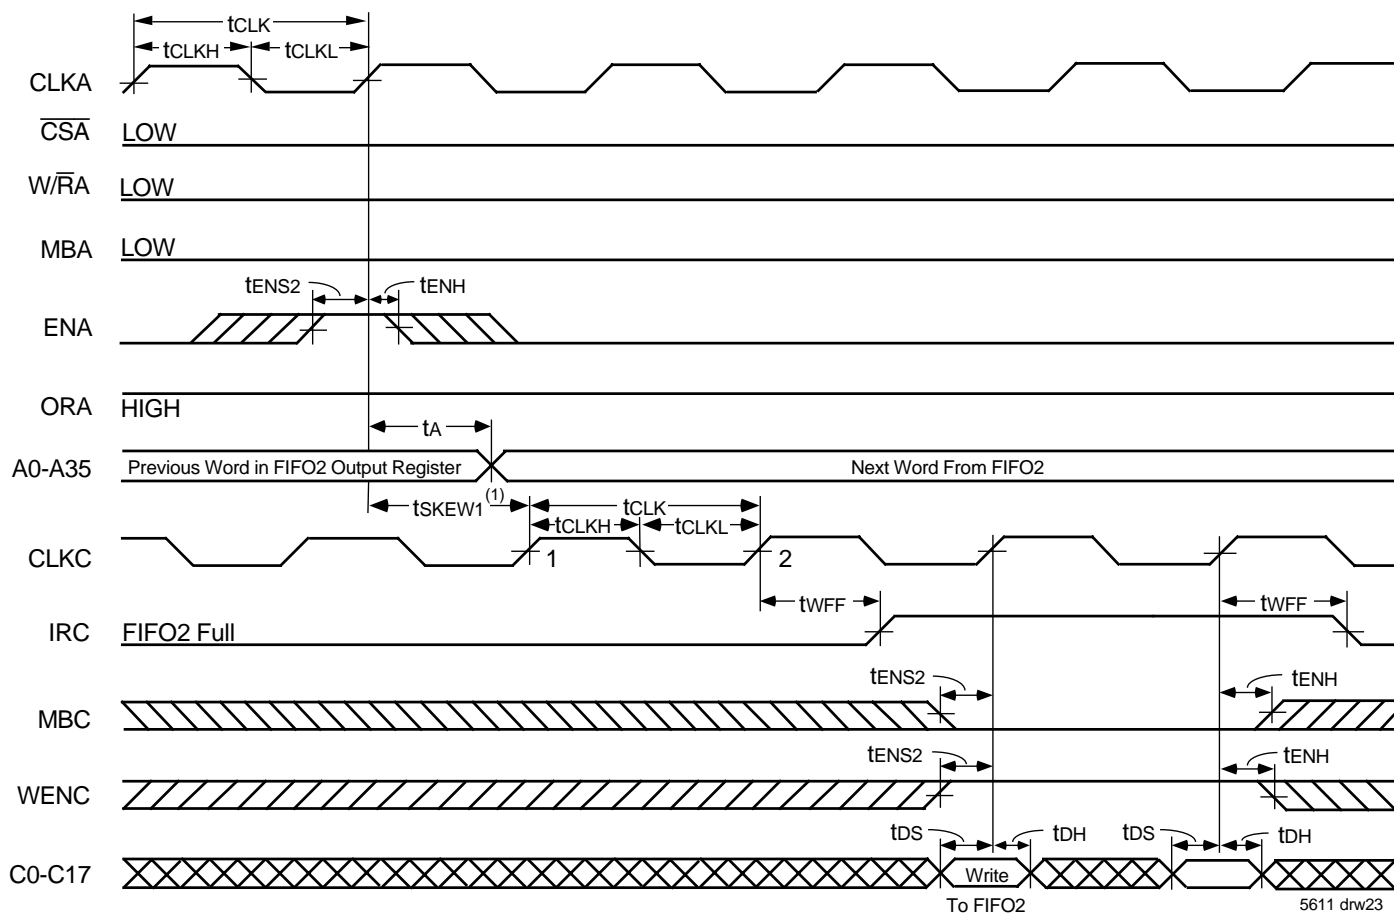 tCLK
tCLKH tCLKL
CLKA
CSA LOW
W/RA LOW
MBA LOW
tENS2 tENH
ENA
ORA HIGH
tA
A0-A35 Previous Word in FIFO2 Output Register Next Word From FIFO2
tSKEW1(1) tCLK
tCLKH tCLKL
CLKC 1 2
tWFF tWFF
IRC FIFO2 Full
tENS2 tENH
MBC
tENS2 tENH
WENC
tDS tDH tDS tDH
C0-C17 Write
To FIFO2 5611 drw23